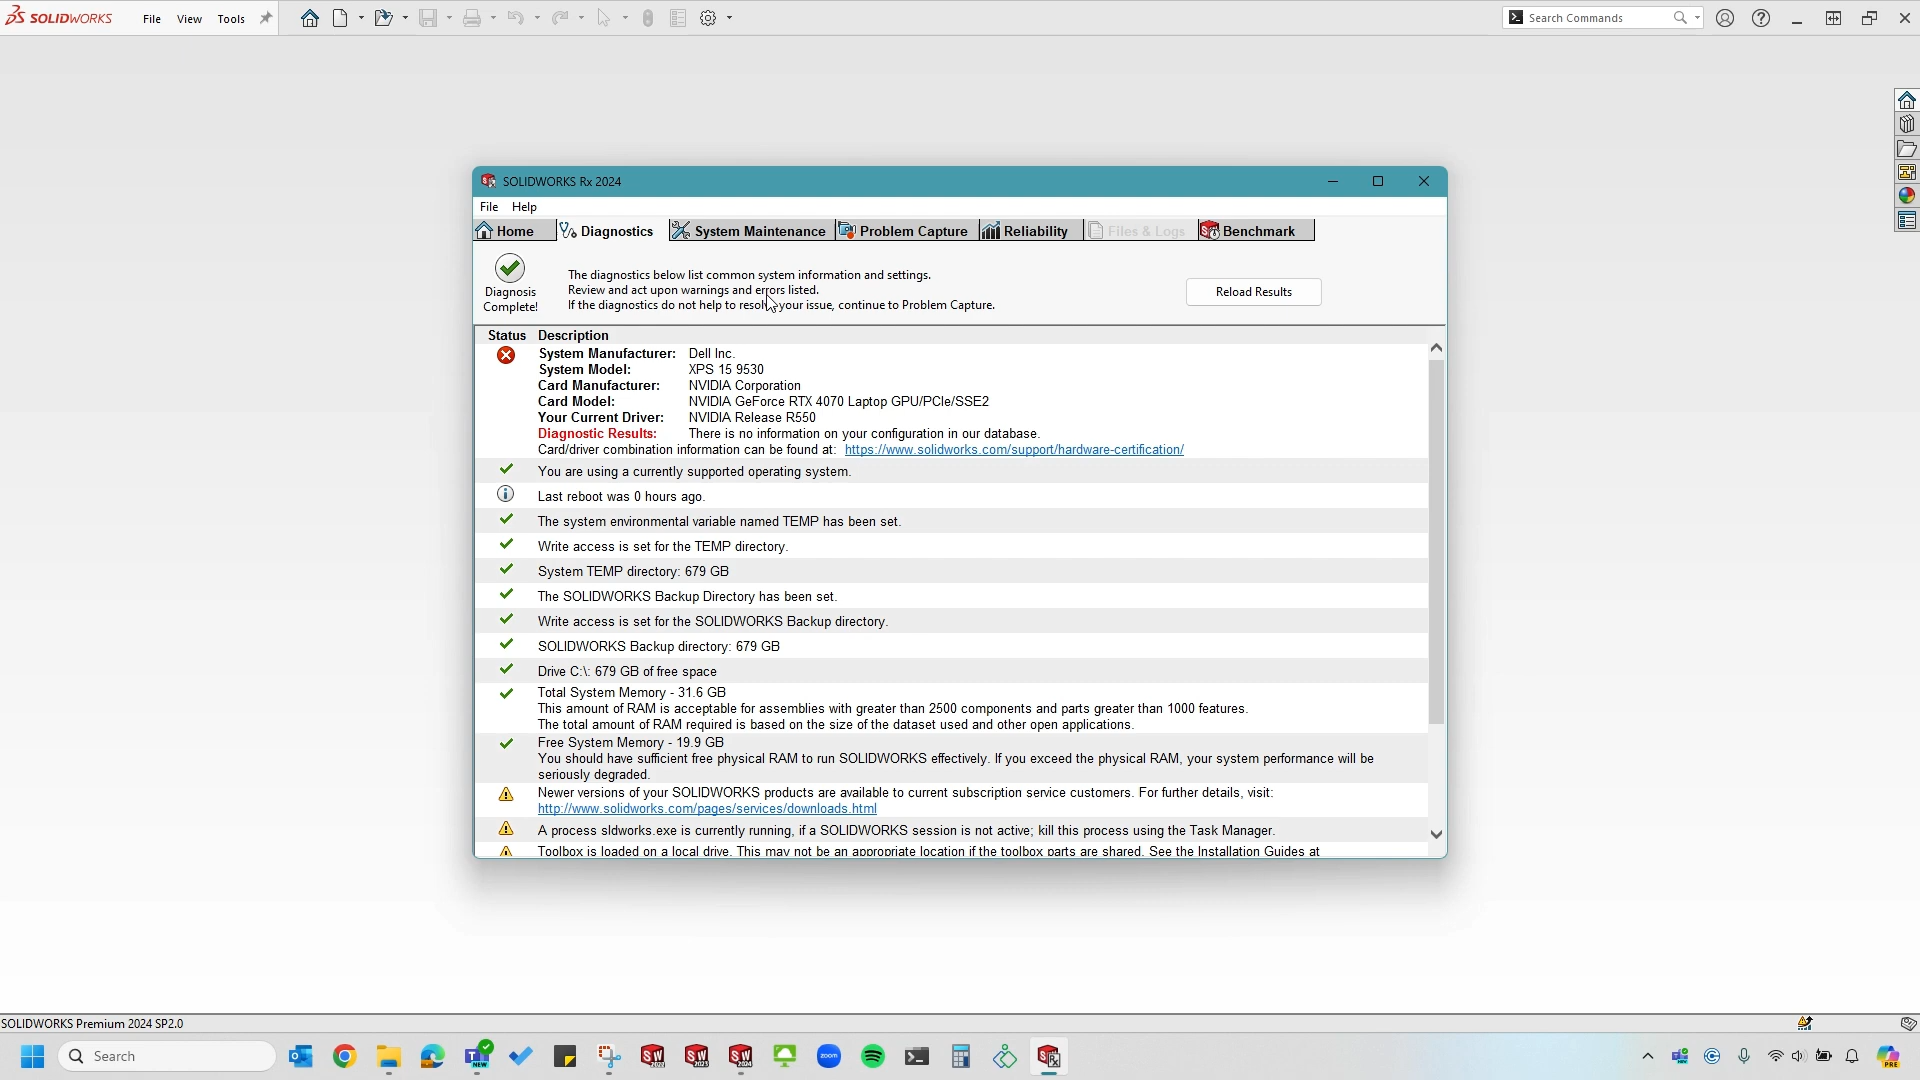 SOLIDWORKS File View Tools Search Commands
SOLIDWORKS Rx 2024
File Help
Home Diagnostics System Maintenance Problem Capture Reliability Files & Logs Benchmark
Diagnosis
Complete!
The diagnostics below list common system information and settings.
Review and act upon warnings and errors listed.
If the diagnostics do not help to resolve your issue, continue to Problem Capture.
Reload Results
Status Description
System Manufacturer: Dell Inc.
System Model: XPS 15 9530
Card Manufacturer: NVIDIA Corporation
Card Model: NVIDIA GeForce RTX 4070 Laptop GPU/PCIe/SSE2
Your Current Driver: NVIDIA Release R550
Diagnostic Results: There is no information on your configuration in our database.
Card/driver combination information can be found at: https://www.solidworks.com/support/hardware-certification/
You are using a currently supported operating system.
Last reboot was 0 hours ago.
The system environmental variable named TEMP has been set.
Write access is set for the TEMP directory.
System TEMP directory: 679 GB
The SOLIDWORKS Backup Directory has been set.
Write access is set for the SOLIDWORKS Backup directory.
SOLIDWORKS Backup directory: 679 GB
Drive C:\: 679 GB of free space
Total System Memory - 31.6 GB
This amount of RAM is acceptable for assemblies with greater than 2500 components and parts greater than 1000 features.
The total amount of RAM required is based on the size of the dataset used and other open applications.
Free System Memory - 19.9 GB
You should have sufficient free physical RAM to run SOLIDWORKS effectively. If you exceed the physical RAM, your system performance will be
seriously degraded.
Newer versions of your SOLIDWORKS products are available to current subscription service customers. For further details, visit:
http://www.solidworks.com/pages/services/downloads.html
A process sldworks.exe is currently running, if a SOLIDWORKS session is not active; kill this process using the Task Manager.
Toolbox is loaded on a local drive. This may not be an appropriate location if the toolbox parts are shared. See the Installation Guides at
SOLIDWORKS Premium 2024 SP2.0
Search